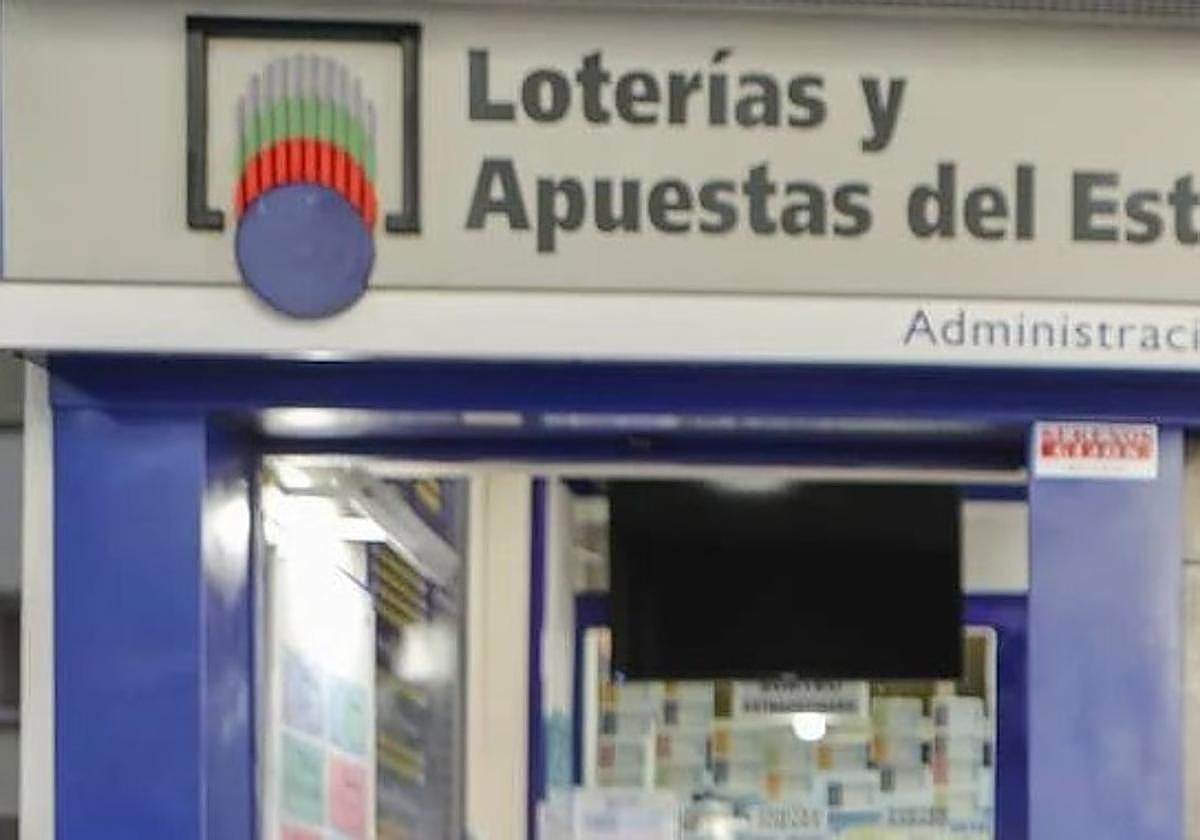 Loterías y
Apuestas del Est
Administraci